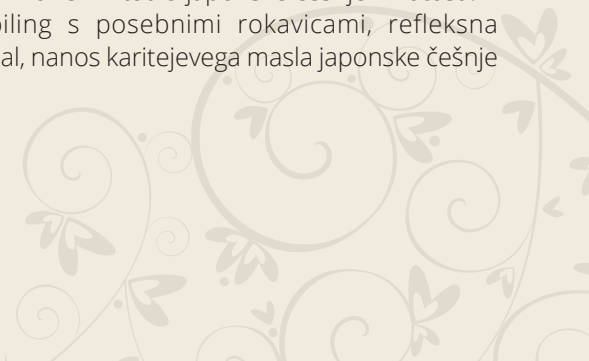 piling s posebnimi rokavicami, refleksna
al, nanos karitejevega masla japonske češnje